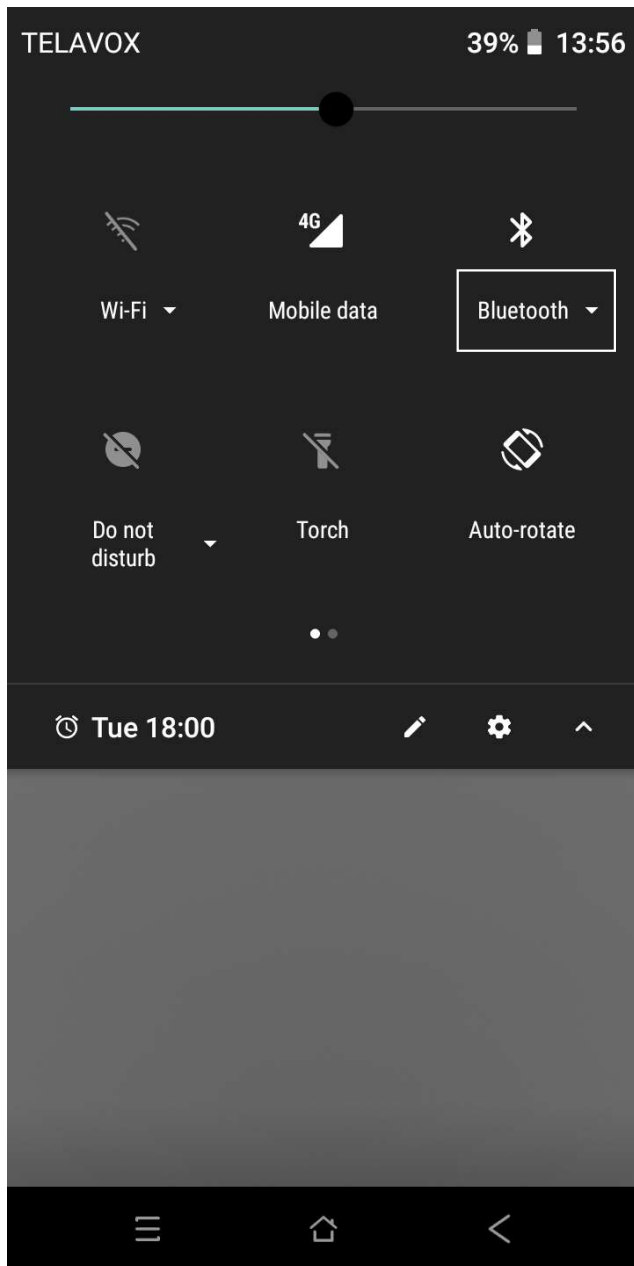 TELAVOX 39% 13:56
4G
Wi-Fi Mobile data Bluetooth
Do not
disturb
Torch Auto-rotate
Tue 18:00